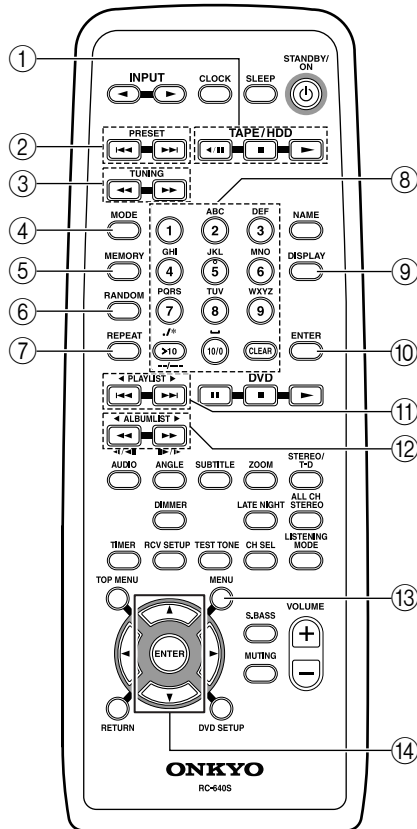 STANDBY/
ON
INPUT
CLOCK
SLEEP
1
PRESET
TAPE/HDD
2
TUNING
3
8
MODE
ABC
DEF
NAME
4
1
2
3
MEMORY
GHI
JKL
MNO
DISPLAY
5
4
5
6
9
RANDOM
PQRS
TUV
WXYZ
6
7
8
9
REPEAT
./*
ENTER
7
>10
10/0
CLEAR
10
--/---
PLAYLIST
DVD
11
ALBUMLIST
12
AUDIO
ANGLE
SUBTITLE
ZOOM
STEREO/
T-D
DIMMER
LATE NIGHT
ALL CH
STEREO
TIMER
RCV SETUP
TEST TONE
CH SEL
LISTENING
MODE
TOP MENU
MENU
13
VOLUME
S.BASS
+
ENTER
MUTING
−
RETURN
DVD SETUP
14
ONKYO
RC-640S